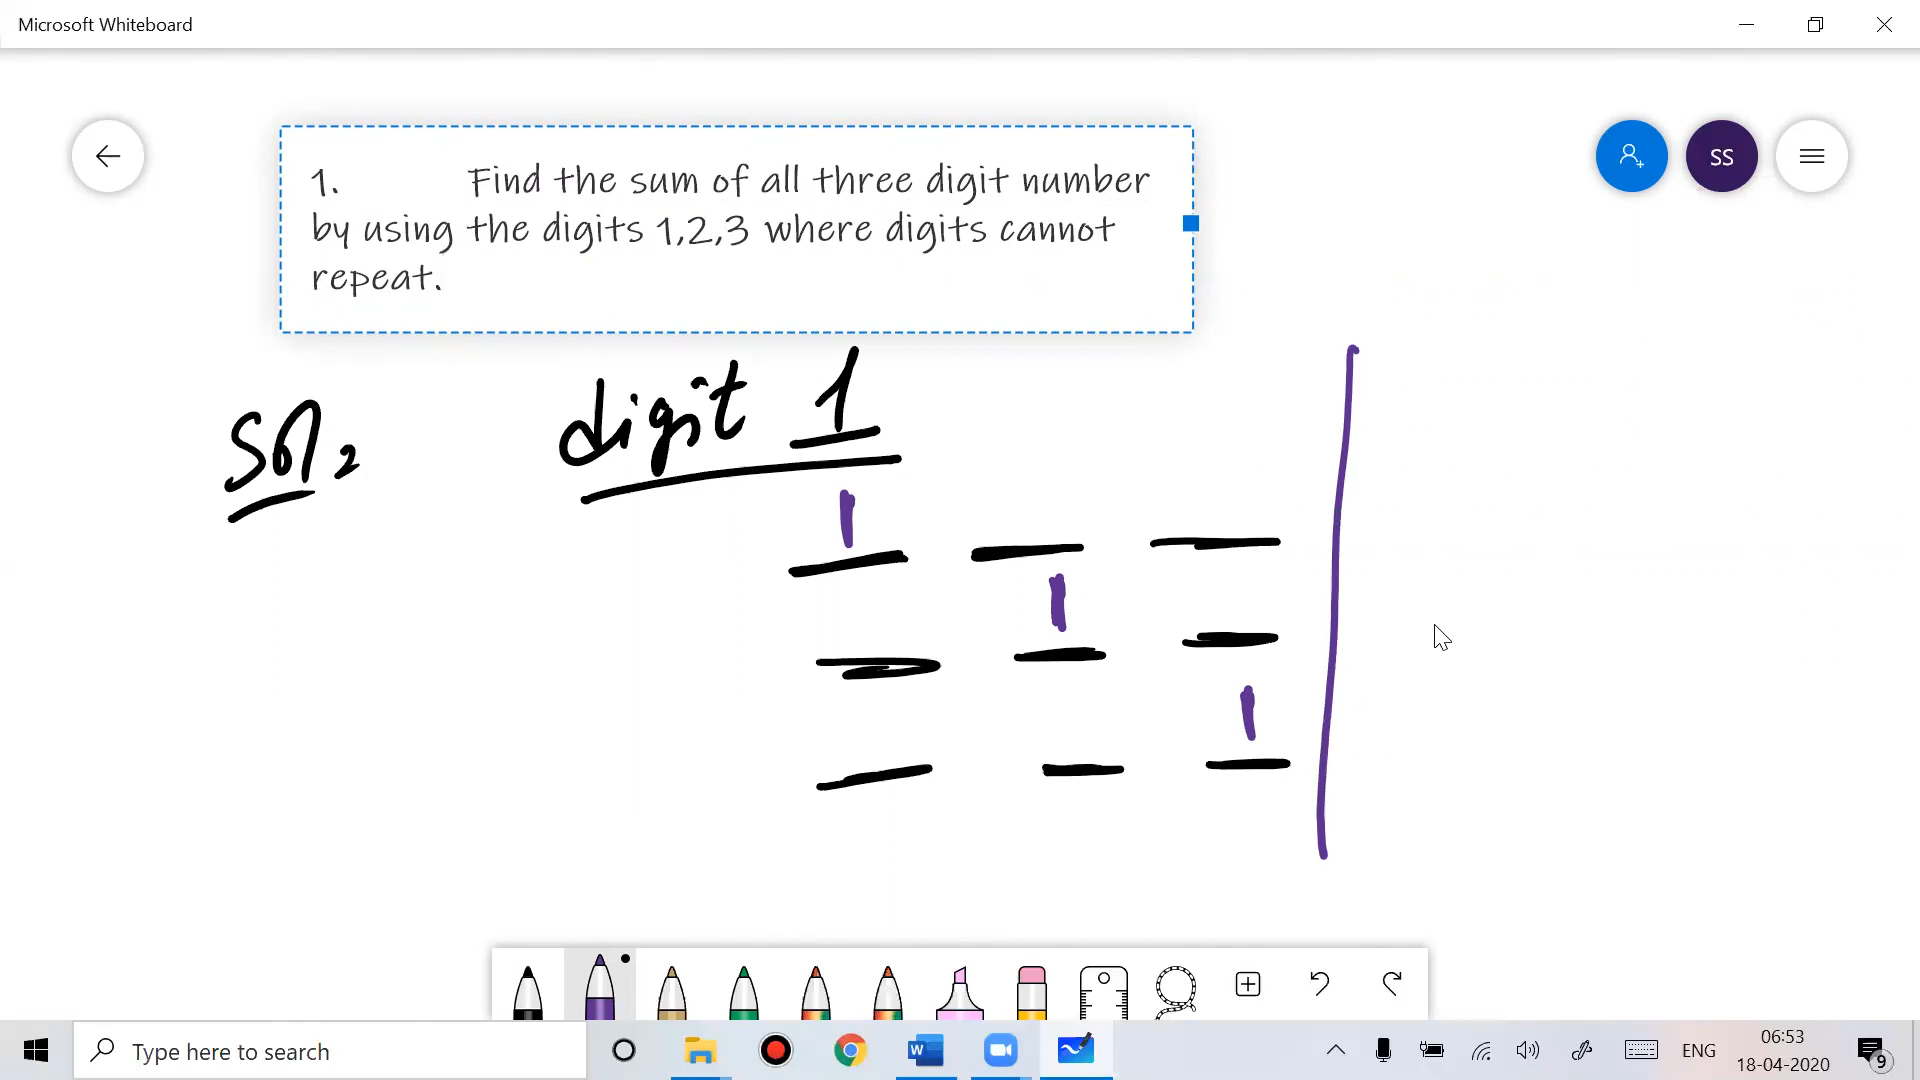 Microsoft Whiteboard
SS
1. Find the sum of all three digit number
by using the digits 1,2,3 where digits cannot
repeat.
digit 1
1
1
1
Type here to search
ENG
06:53
18-04-2020
9